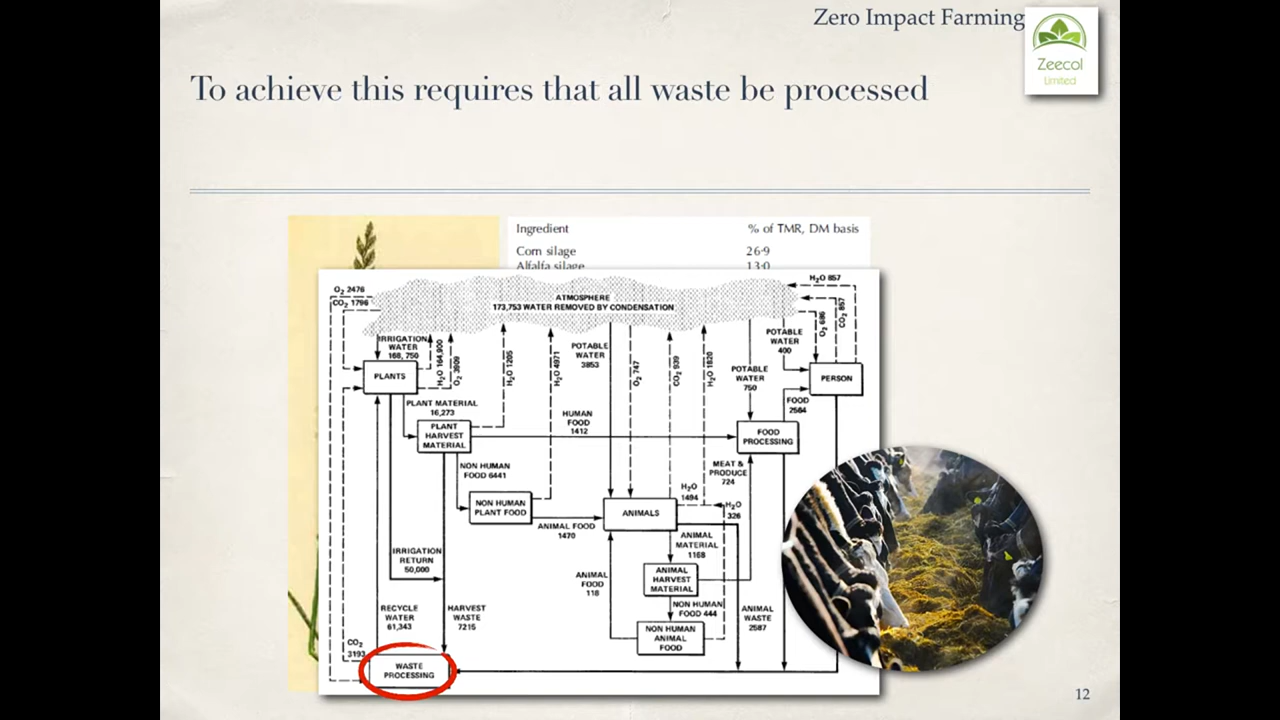 Zero Impact Farming
Zeecol
Limited
To achieve this requires that all waste be processed
Ingredient % of TMR, DM basis
Corn silage 26·9
Alfalfa silage 13·0
H₂O 857
O₂ 2476
CO₂ 1796
ATMOSPHERE
173,753 WATER REMOVED BY CONDENSATION
CO₂ 857
O₂ 686
IRRIGATION
WATER
168,750
H₂O 164,900
O₂ 3909
H₂O 1205
H₂O 4971
POTABLE
WATER
3853
O₂ 747
CO₂ 939
H₂O 1820
POTABLE
WATER
750
POTABLE
WATER
400
PLANTS
PERSON
PLANT MATERIAL
16,273
FOOD
2584
PLANT
HARVEST
MATERIAL
HUMAN
FOOD
1412
FOOD
PROCESSING
NON HUMAN
FOOD 6441
MEAT &
PRODUCE
724
H₂O
1494
H₂O
326
NON HUMAN
PLANT FOOD
ANIMALS
ANIMAL FOOD
1470
ANIMAL
MATERIAL
1168
IRRIGATION
RETURN
50,000
ANIMAL
FOOD
118
ANIMAL
HARVEST
MATERIAL
RECYCLE
WATER
61,343
HARVEST
WASTE
7215
NON HUMAN
FOOD 444
ANIMAL
WASTE
2587
NON HUMAN
ANIMAL
FOOD
CO₂
3193
WASTE
PROCESSING
12